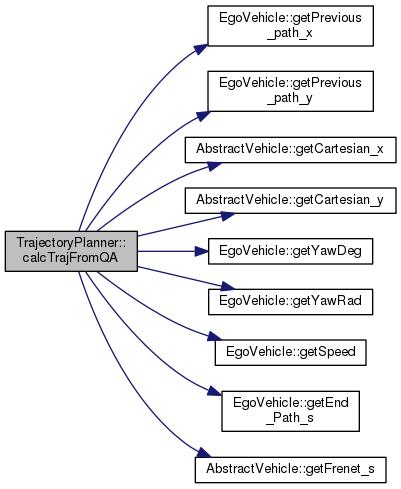 EgoVehicle::getPrevious
_path_x
EgoVehicle::getPrevious
_path_y
AbstractVehicle::getCartesian_x
AbstractVehicle::getCartesian_y
TrajectoryPlanner::
calcTrajFromQA
EgoVehicle::getYawDeg
EgoVehicle::getYawRad
EgoVehicle::getSpeed
EgoVehicle::getEnd
_Path_s
AbstractVehicle::getFrenet_s